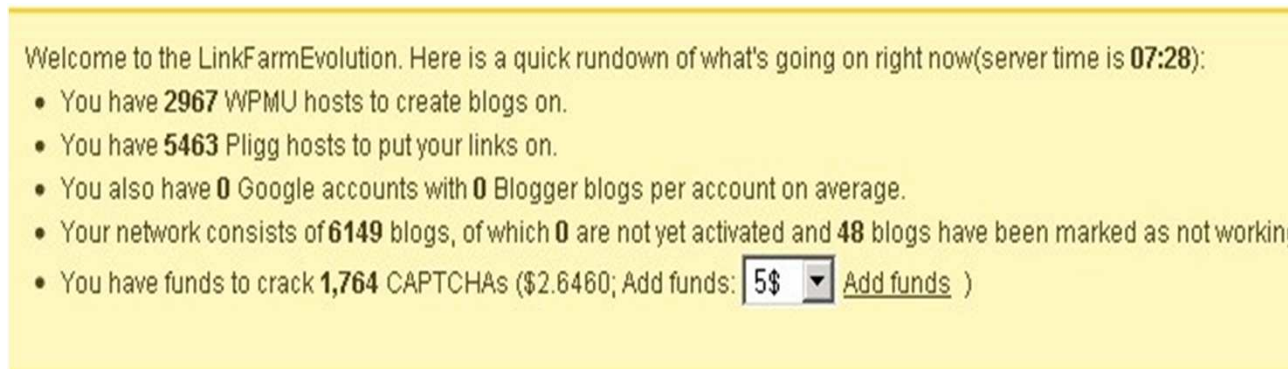 Welcome to the LinkFarmEvolution. Here is a quick rundown of what's going on right now(server time is 07:28):
• You have 2967 WPMU hosts to create blogs on.
• You have 5463 Pligg hosts to put your links on.
• You also have 0 Google accounts with 0 Blogger blogs per account on average.
• Your network consists of 6149 blogs, of which 0 are not yet activated and 48 blogs have been marked as not workin
• You have funds to crack 1,764 CAPTCHAs ($2.6460; Add funds: 5$ Add funds )